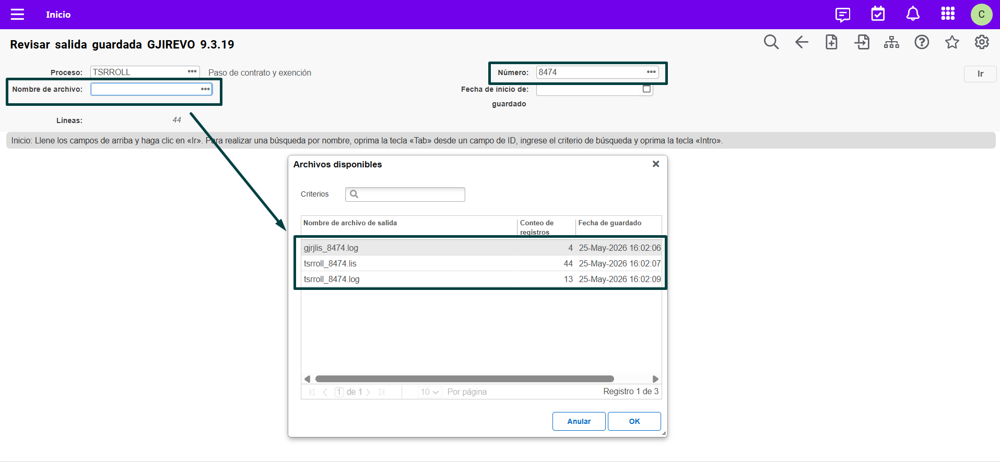 Inicio
C
Revisar salida guardada GJIREVO 9.3.19
Proceso: TSRROLL ••• Paso de contrato y exención
Número: 8474 •••
Ir
Nombre de archivo: •••
Fecha de inicio de:
guardado
Líneas: 44
Inicio: Llene los campos de arriba y haga clic en «Ir». Para realizar una búsqueda por nombre, oprima la tecla «Tab» desde un campo de ID, ingrese el criterio de búsqueda y oprima la tecla «Intro».
Archivos disponibles
Criterios
Nombre de archivo de salida Conteo de registros Fecha de guardado
gjrjlis_8474.log 4 25-May-2026 16:02:06
tsrroll_8474.lis 44 25-May-2026 16:02:07
tsrroll_8474.log 13 25-May-2026 16:02:09
1 de 1 10 Por página Registro 1 de 3
Anular OK